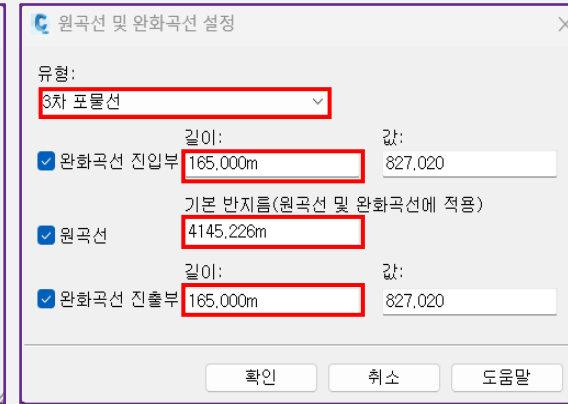 원곡선 및 완화곡선 설정
유형:
3차 포물선
길이: 값:
완화곡선 진입부 165,000m 827,020
기본 반지름(원곡선 및 완화곡선에 적용)
원곡선 4145,226m
길이: 값:
완화곡선 진출부 165,000m 827,020
확인 취소 도움말